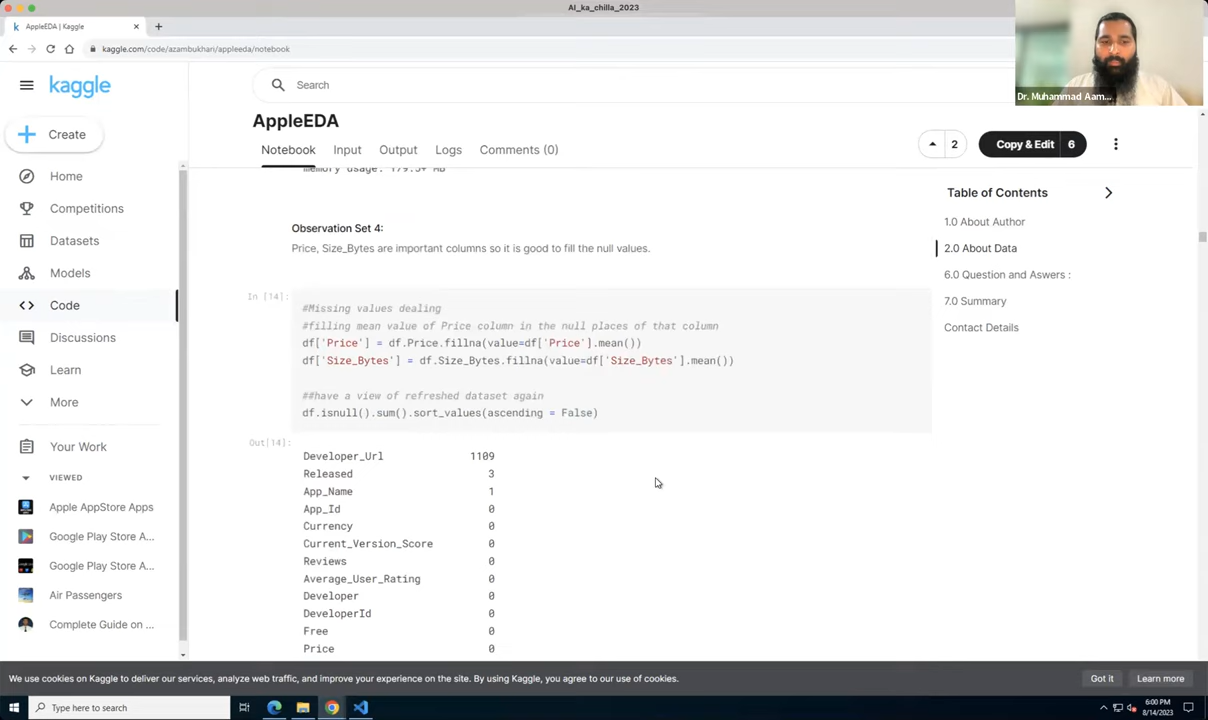 AI_ka_chilla_2023
AppleEDA | Kaggle
kaggle.com/code/azambukhari/appleeda/notebook
kaggle
Search
Dr. Muhammad Aam...
Create
AppleEDA
Notebook
Input
Output
Logs
Comments (0)
2
Copy & Edit
6
Home
Competitions
Datasets
Models
Code
Discussions
Learn
More
Your Work
VIEWED
Apple AppStore Apps
Google Play Store A...
Google Play Store A...
Air Passengers
Complete Guide on ...
memory usage: 179.5+ MB
Observation Set 4:
Price, Size_Bytes are important columns so it is good to fill the null values.
In [14]:
#Missing values dealing
#filling mean value of Price column in the null places of that column
df['Price'] = df.Price.fillna(value=df['Price'].mean())
df['Size_Bytes'] = df.Size_Bytes.fillna(value=df['Size_Bytes'].mean())
##have a view of refreshed dataset again
df.isnull().sum().sort_values(ascending = False)
Out[14]:
Developer_Url 1109
Released 3
App_Name 1
App_Id 0
Currency 0
Current_Version_Score 0
Reviews 0
Average_User_Rating 0
Developer 0
DeveloperId 0
Free 0
Price 0
Table of Contents
1.0 About Author
2.0 About Data
6.0 Question and Aswers :
7.0 Summary
Contact Details
We use cookies on Kaggle to deliver our services, analyze web traffic, and improve your experience on the site. By using Kaggle, you agree to our use of cookies.
Got it
Learn more
Type here to search
6:00 PM
8/14/2023